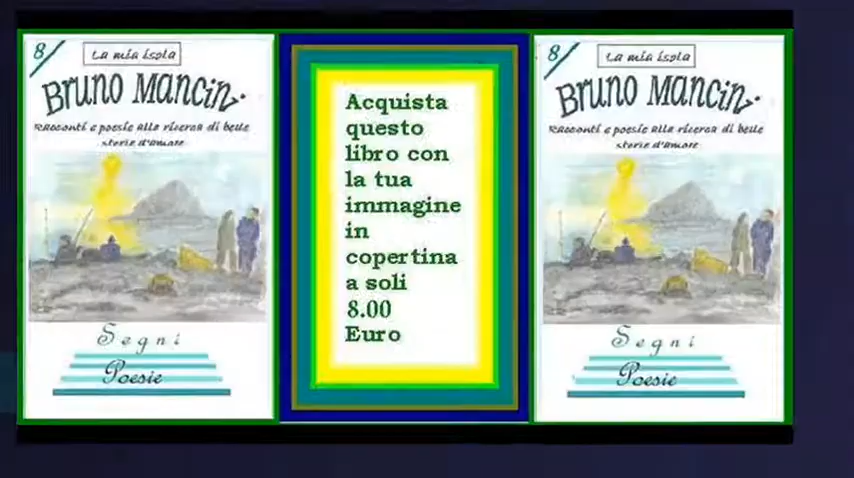 8
La mia isola
Bruno Mancini
Racconti e poesie alla ricerca di belle
storie d'amore
Segni
Poesie
Acquista
questo
libro con
la tua
immagine
in
copertina
a soli
8.00
Euro
8
La mia isola
Bruno Mancini
Racconti e poesie alla ricerca di belle
storie d'amore
Segni
Poesie